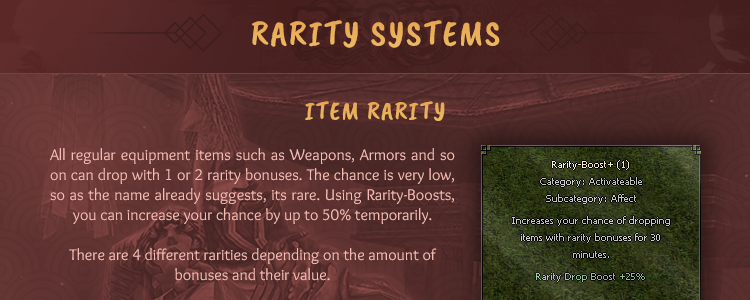 RARITY SYSTEMS
ITEM RARITY
All regular equipment items such as Weapons, Armors and so
on can drop with 1 or 2 rarity bonuses. The chance is very low,
so as the name already suggests, its rare. Using Rarity-Boosts,
you can increase your chance by up to 50% temporarily.
There are 4 different rarities depending on the amount of
bonuses and their value.
Rarity-Boost+ (1)
Category: Activateable
Subcategory: Affect
Increases your chance of dropping
items with rarity bonuses for 30
minutes.
Rarity Drop Boost +25%